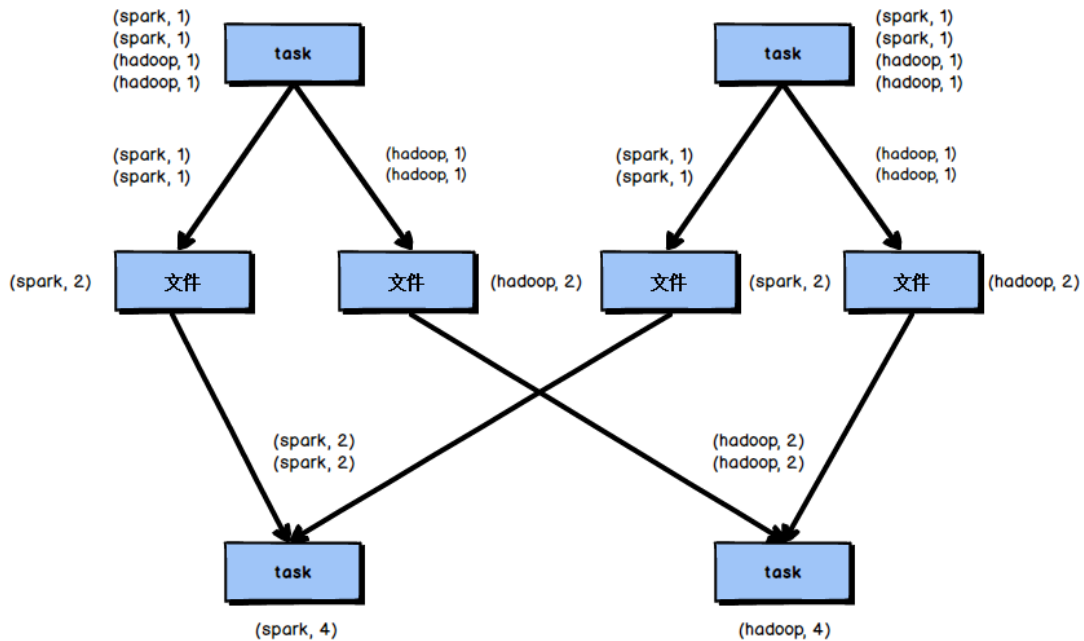 (spark, 1)
(spark, 1)
(hadoop, 1)
(hadoop, 1)
task
task
(spark, 1)
(spark, 1)
(hadoop, 1)
(hadoop, 1)
(spark, 1)
(spark, 1)
(hadoop, 1)
(hadoop, 1)
(spark, 1)
(spark, 1)
(hadoop, 1)
(hadoop, 1)
(spark, 2)
文件
文件
(hadoop, 2)
文件
(spark, 2)
文件
(hadoop, 2)
(spark, 2)
(spark, 2)
(hadoop, 2)
(hadoop, 2)
task
task
(spark, 4)
(hadoop, 4)